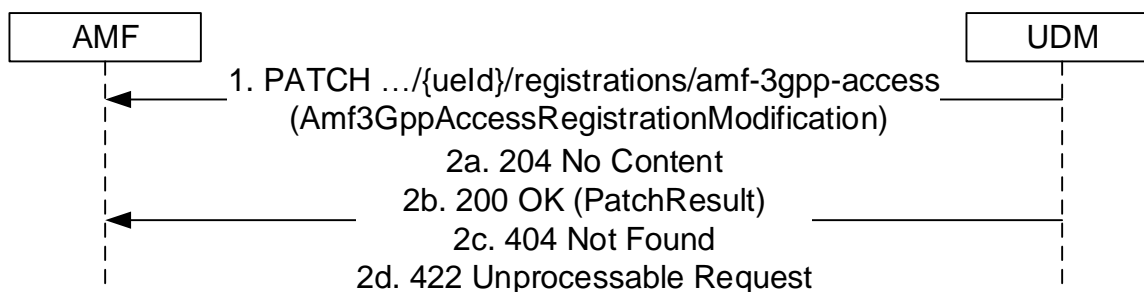 AMF
UDM
1. PATCH …/{ueId}/registrations/amf-3gpp-access
(Amf3GppAccessRegistrationModification)
2a. 204 No Content
2b. 200 OK (PatchResult)
2c. 404 Not Found
2d. 422 Unprocessable Request